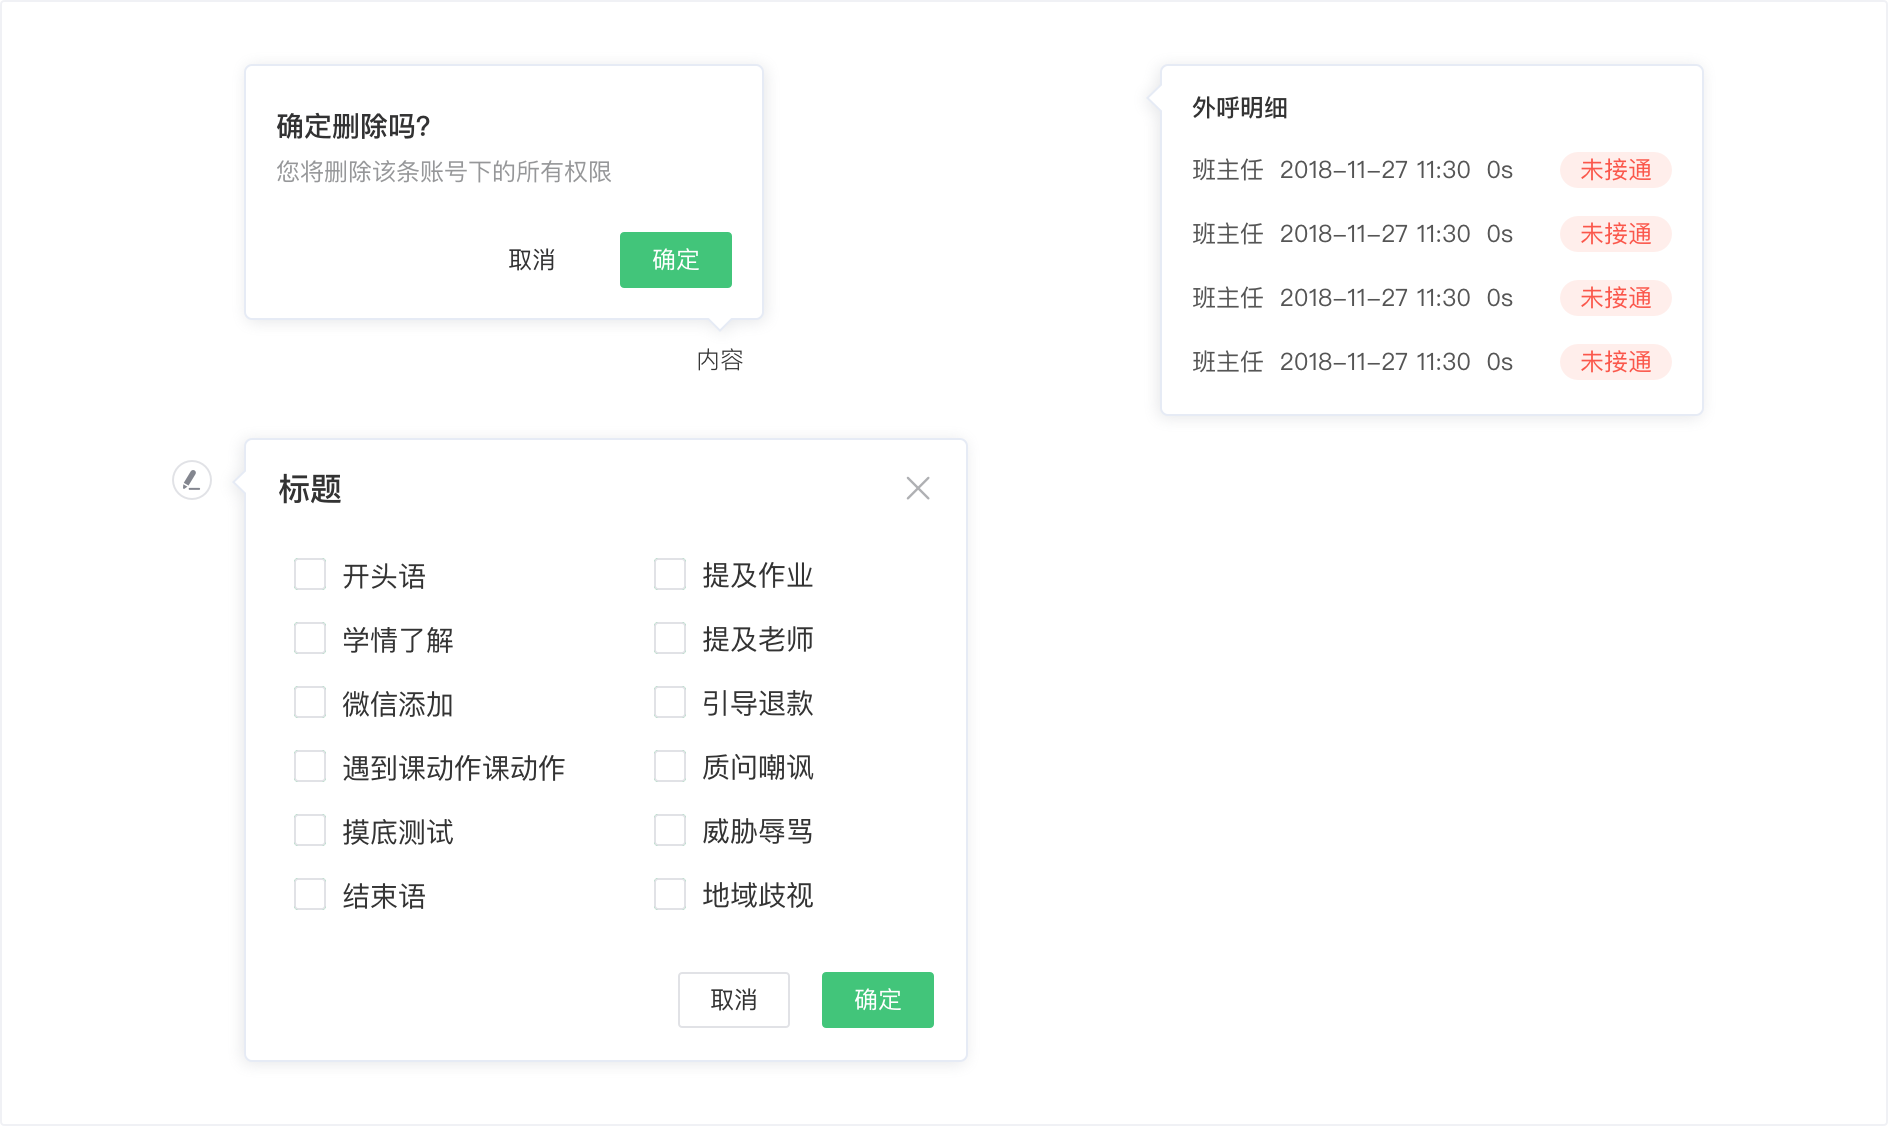 确定删除吗?
您将删除该条账号下的所有权限
取消
确定
内容
外呼明细
班主任 2018-11-27 11:30 0s 未接通
班主任 2018-11-27 11:30 0s 未接通
班主任 2018-11-27 11:30 0s 未接通
班主任 2018-11-27 11:30 0s 未接通
标题
开头语
提及作业
学情了解
提及老师
微信添加
引导退款
遇到课动作课动作
质问嘲讽
摸底测试
威胁辱骂
结束语
地域歧视
取消
确定